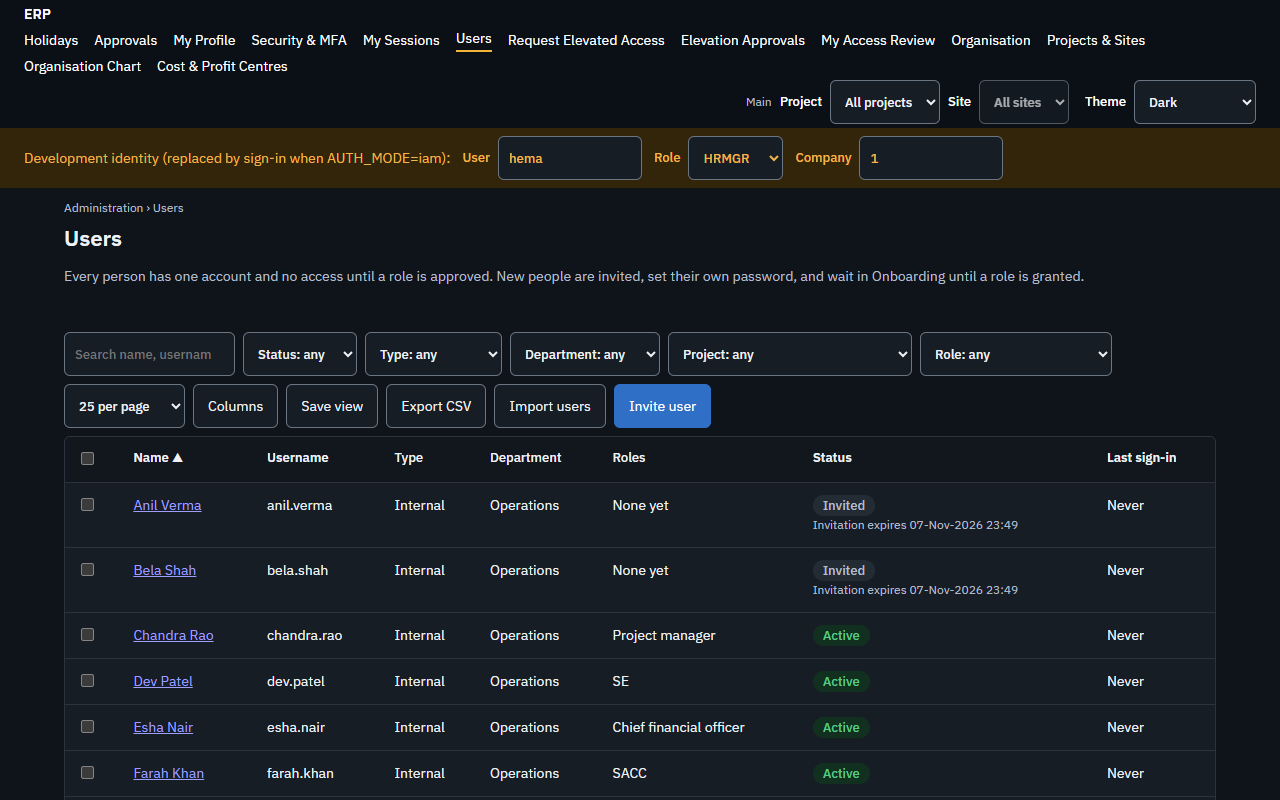 ERP
Holidays Approvals My Profile Security & MFA My Sessions Users Request Elevated Access Elevation Approvals My Access Review Organisation Projects & Sites
Organisation Chart Cost & Profit Centres
Main Project All projects Site All sites Theme Dark
Development identity (replaced by sign-in when AUTH_MODE=iam): User hema Role HRMGR Company 1
Administration › Users
Users
Every person has one account and no access until a role is approved. New people are invited, set their own password, and wait in Onboarding until a role is granted.
Search name, usernam Status: any Type: any Department: any Project: any Role: any
25 per page Columns Save view Export CSV Import users Invite user
Name ▲ Username Type Department Roles Status Last sign-in
Anil Verma anil.verma Internal Operations None yet Invited Never
Invitation expires 07-Nov-2026 23:49
Bela Shah bela.shah Internal Operations None yet Invited Never
Invitation expires 07-Nov-2026 23:49
Chandra Rao chandra.rao Internal Operations Project manager Active Never
Dev Patel dev.patel Internal Operations SE Active Never
Esha Nair esha.nair Internal Operations Chief financial officer Active Never
Farah Khan farah.khan Internal Operations SACC Active Never